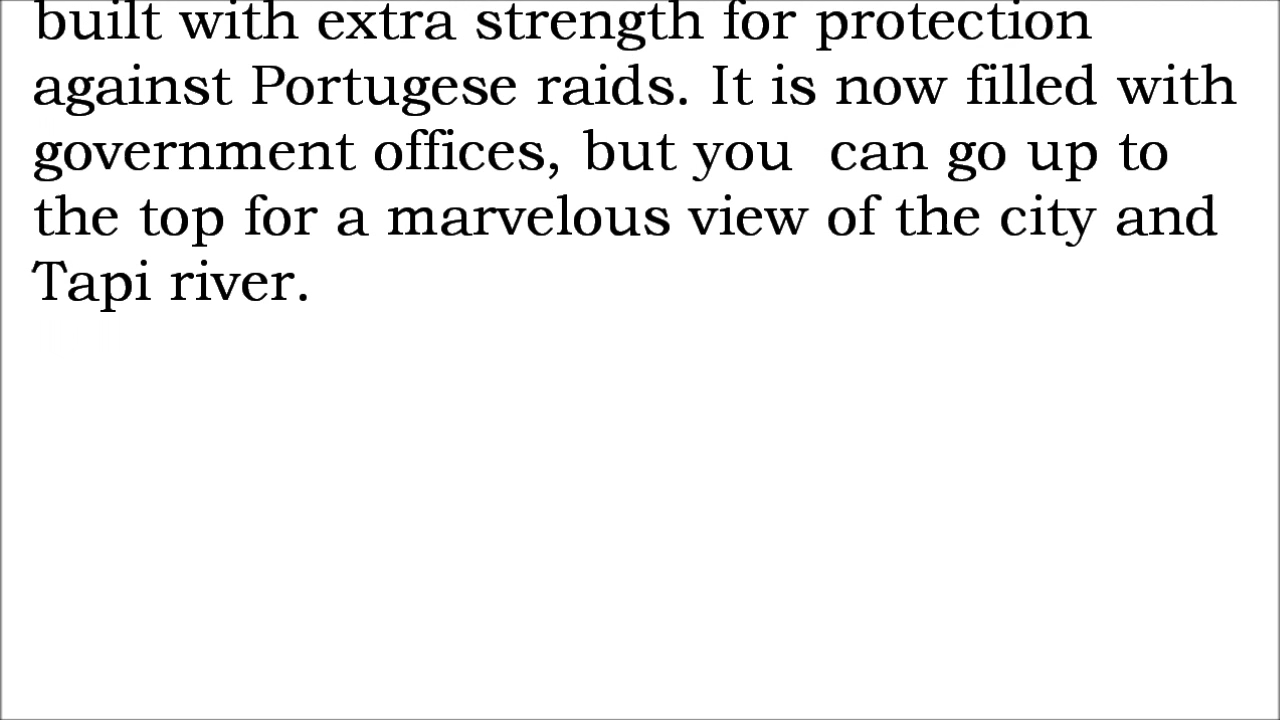 built with extra strength for protection
against Portugese raids. It is now filled with
government offices, but you  can go up to
the top for a marvelous view of the city and
Tapi river.